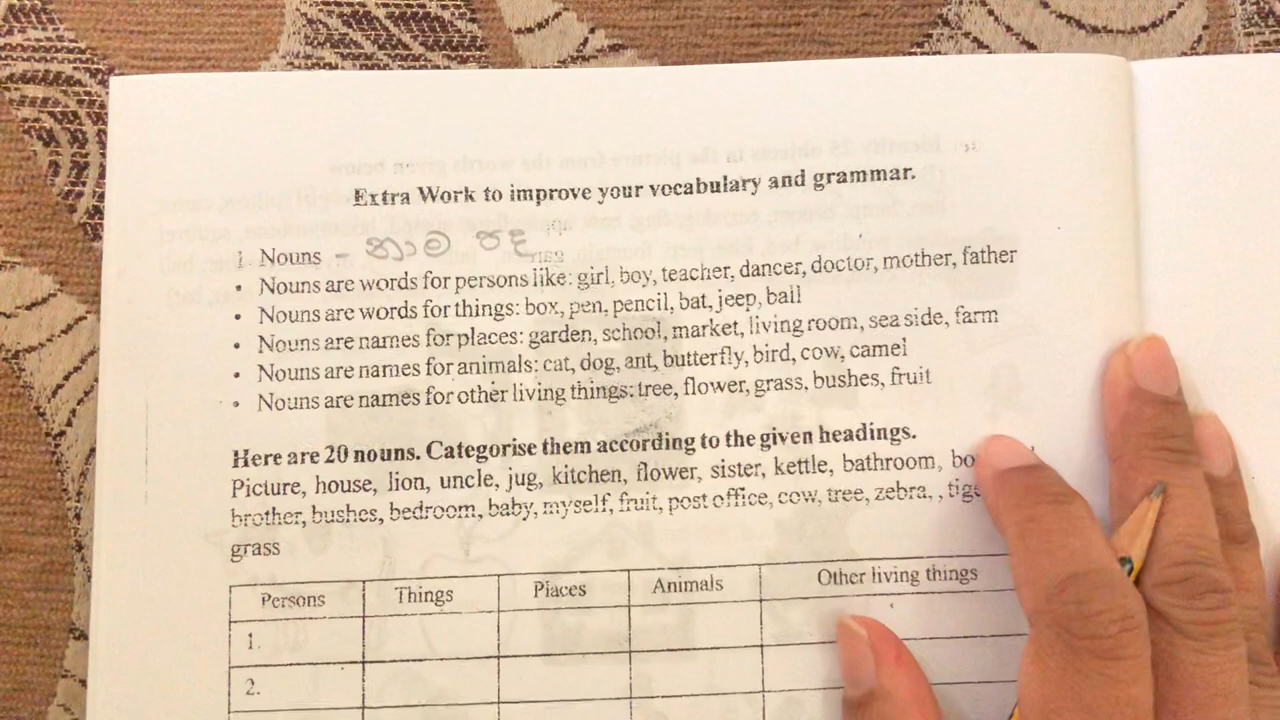 Extra Work to improve your vocabulary and grammar.
1 Nouns - නාම පද
• Nouns are words for persons like: girl, boy, teacher, dancer, doctor, mother, father
• Nouns are words for things: box, pen, pencil, bat, jeep, ball
• Nouns are names for places: garden, school, market, living room, sea side, farm
• Nouns are names for animals: cat, dog, ant, butterfly, bird, cow, camel
• Nouns are names for other living things: tree, flower, grass, bushes, fruit
Here are 20 nouns. Categorise them according to the given headings.
Picture, house, lion, uncle, jug, kitchen, flower, sister, kettle, bathroom,
brother, bushes, bedroom, baby, myself, fruit, post office, cow, tree, zebra, ,
grass
Persons Things Places Animals Other living things
1.
2.